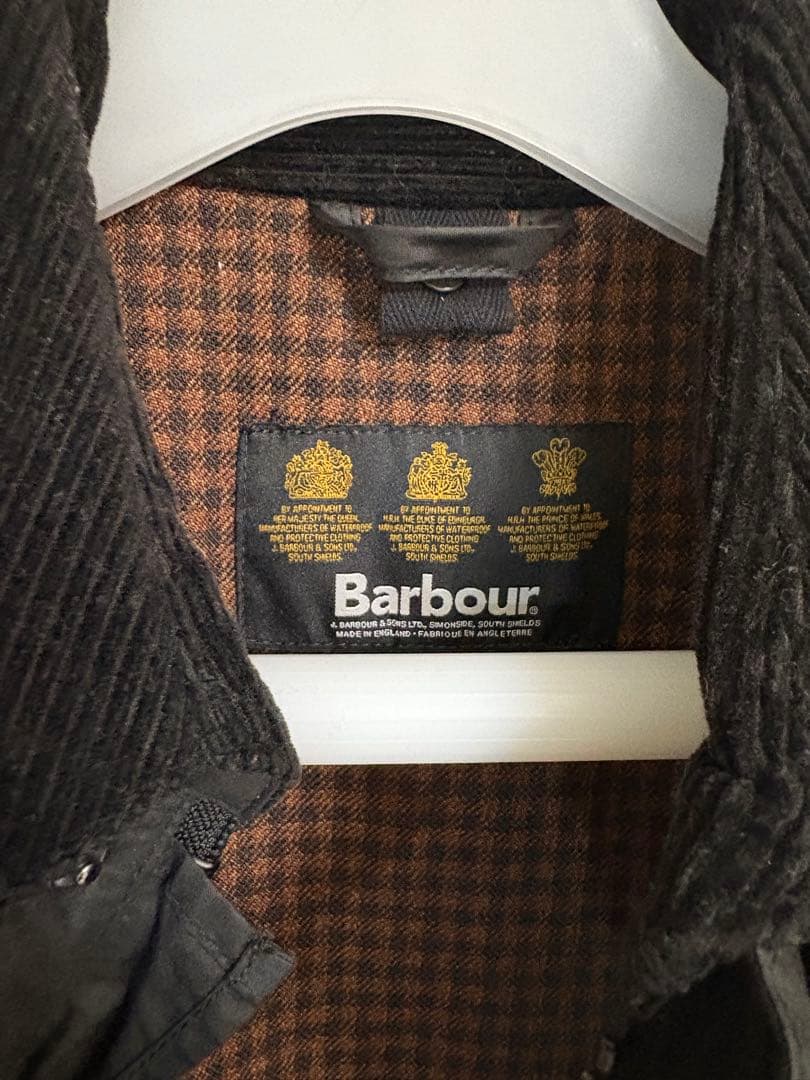 BY APPOINTMENT TO
HER MAJESTY THE QUEEN.
MANUFACTURERS OF WATERPROOF
AND PROTECTIVE CLOTHING
J. BARBOUR & SONS LTD.,
SOUTH SHIELDS.
BY APPOINTMENT TO
H.R.H. THE DUKE OF EDINBURGH.
MANUFACTURERS OF WATERPROOF
AND PROTECTIVE CLOTHING
J. BARBOUR & SONS LTD.,
SOUTH SHIELDS.
BY APPOINTMENT TO
H.R.H. THE PRINCE OF WALES.
MANUFACTURERS OF WATERPROOF
AND PROTECTIVE CLOTHING
J. BARBOUR & SONS LTD.,
SOUTH SHIELDS.
Barbour®
J. BARBOUR & SONS LTD., SIMONSIDE, SOUTH SHIELDS
MADE IN ENGLAND • FABRIQUE EN ANGLETERRE